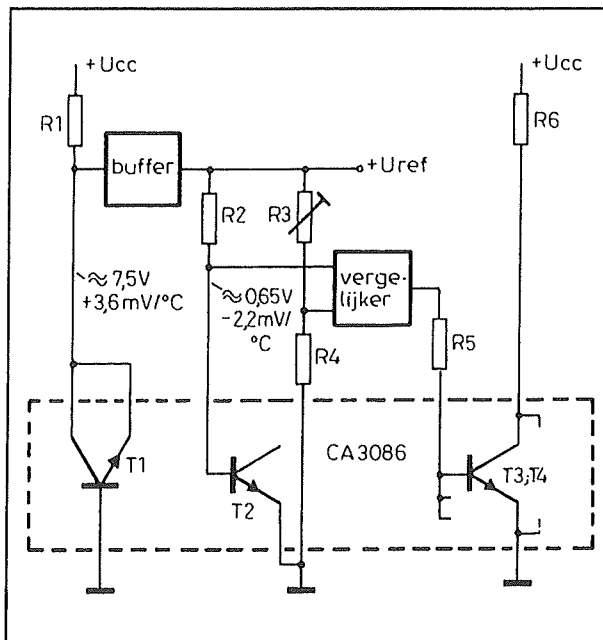 +Ucc
+Ucc
R1
R6
buffer
+Uref
R2
R3
verge-
lijker
≈ 7,5V
+3,6mV/°C
≈ 0,65V
-2,2mV/
°C
R4
R5
CA3086
T1
T2
T3;T4